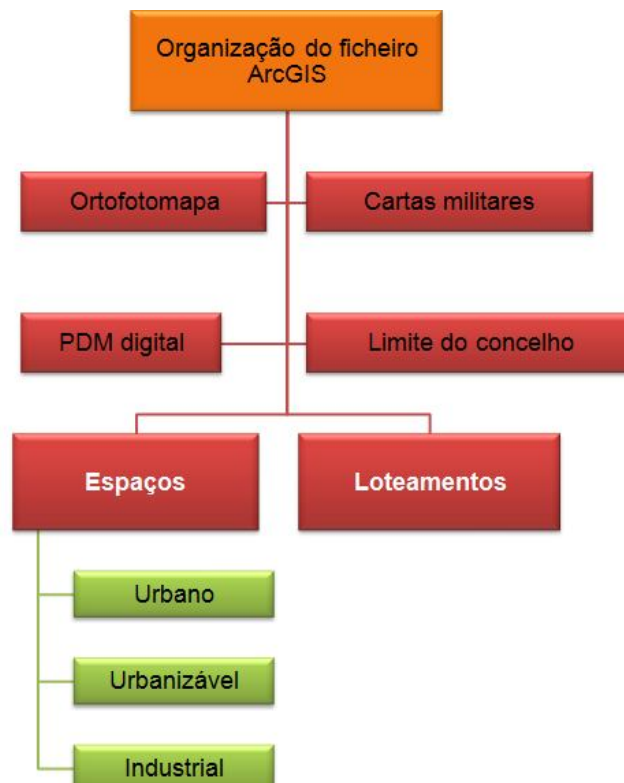 Organização do ficheiro
ArcGIS
Ortofotomapa
Cartas militares
PDM digital
Limite do concelho
Espaços
Loteamentos
Urbano
Urbanizável
Industrial